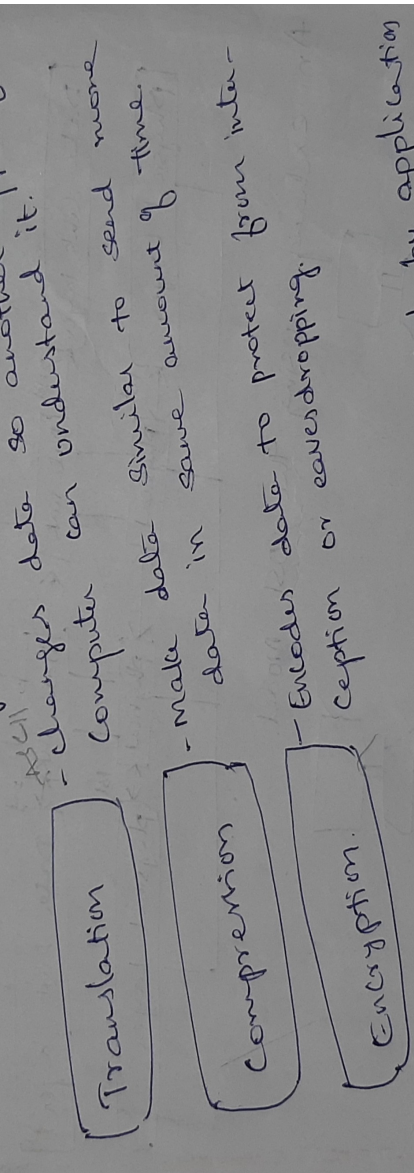 ASCII
Translation - changes data so another
computer can understand it.
Compression - Make data similar to send more
data in same amount of time.
Encryption. - Encodes data to protect from inter-
ception or eavesdropping.
by application